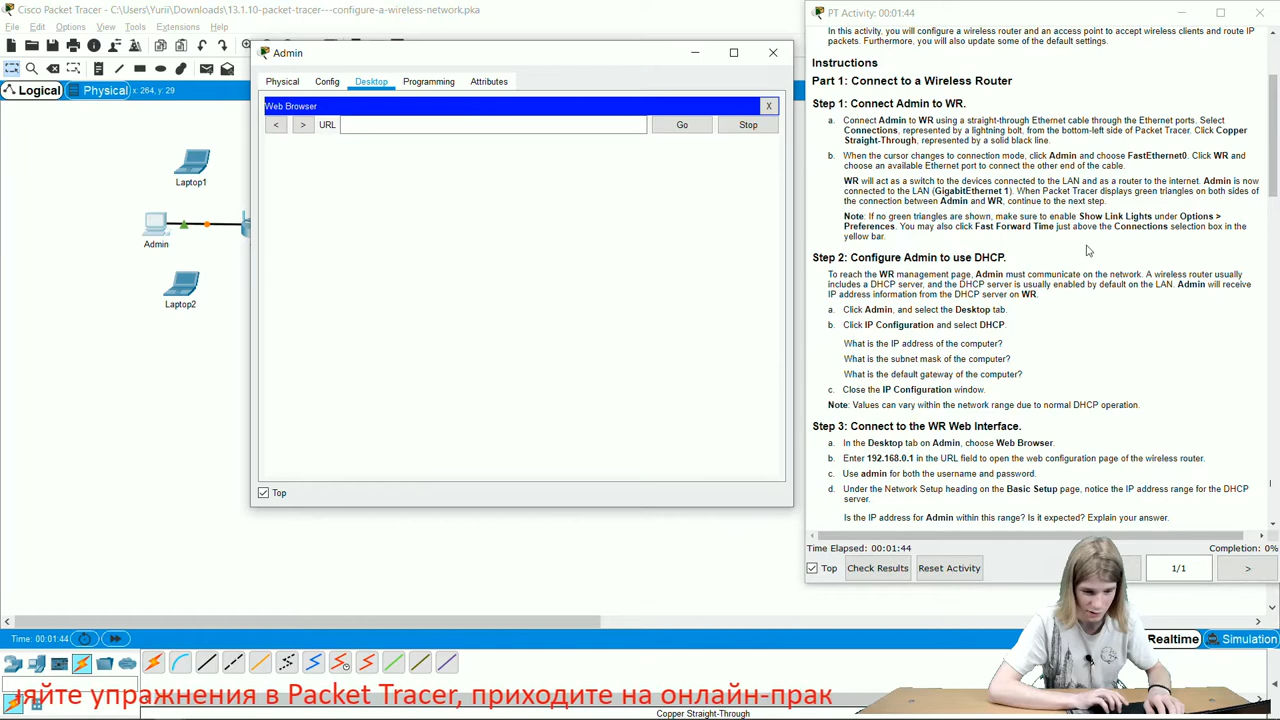 Cisco Packet Tracer - C:\Users\Yurii\Downloads\13.1.10-packet-tracer---configure-a-wireless-network.pka
File Edit Options View Tools Extensions Help
Logical Physical x: 264, y: 29
Laptop1
Admin
Laptop2
Admin
Physical Config Desktop Programming Attributes
Web Browser X
< > URL Go Stop
Top
PT Activity: 00:01:44
In this activity, you will configure a wireless router and an access point to accept wireless clients and route IP
packets. Furthermore, you will also update some of the default settings.
Instructions
Part 1: Connect to a Wireless Router
Step 1: Connect Admin to WR.
a. Connect Admin to WR using a straight-through Ethernet cable through the Ethernet ports. Select
Connections, represented by a lightning bolt, from the bottom-left side of Packet Tracer. Click Copper
Straight-Through, represented by a solid black line.
b. When the cursor changes to connection mode, click Admin and choose FastEthernet0. Click WR and
choose an available Ethernet port to connect the other end of the cable.
WR will act as a switch to the devices connected to the LAN and as a router to the internet. Admin is now
connected to the LAN (GigabitEthernet 1). When Packet Tracer displays green triangles on both sides of
the connection between Admin and WR, continue to the next step.
Note: If no green triangles are shown, make sure to enable Show Link Lights under Options >
Preferences. You may also click Fast Forward Time just above the Connections selection box in the
yellow bar.
Step 2: Configure Admin to use DHCP.
To reach the WR management page, Admin must communicate on the network. A wireless router usually
includes a DHCP server, and the DHCP server is usually enabled by default on the LAN. Admin will receive
IP address information from the DHCP server on WR.
a. Click Admin, and select the Desktop tab.
b. Click IP Configuration and select DHCP.
What is the IP address of the computer?
What is the subnet mask of the computer?
What is the default gateway of the computer?
c. Close the IP Configuration window.
Note: Values can vary within the network range due to normal DHCP operation.
Step 3: Connect to the WR Web Interface.
a. In the Desktop tab on Admin, choose Web Browser.
b. Enter 192.168.0.1 in the URL field to open the web configuration page of the wireless router.
c. Use admin for both the username and password.
d. Under the Network Setup heading on the Basic Setup page, notice the IP address range for the DHCP
server.
Is the IP address for Admin within this range? Is it expected? Explain your answer.
Time Elapsed: 00:01:44 Completion: 0%
Top Check Results Reset Activity 1/1 >
Time: 00:01:44 Realtime Simulation
яйте упражнения в Packet Tracer, приходите на онлайн-прак
Copper Straight-Through